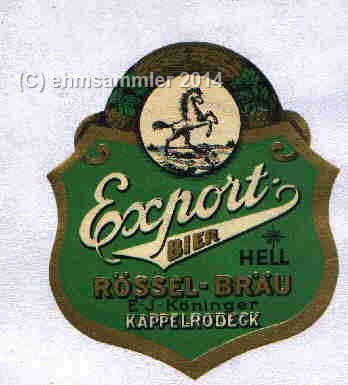 (C) ehmsammler 2014
Export-
BIER
HELL
RÖSSEL-BRÄU
E-J-Köninger
KAPPELRODECK